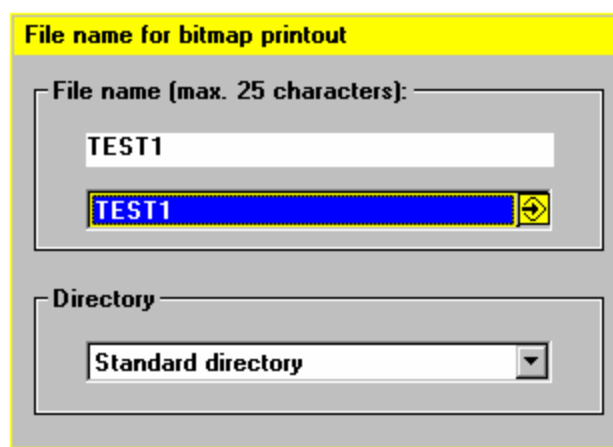 File name for bitmap printout
File name (max. 25 characters):
TEST1
TEST1
Directory
Standard directory